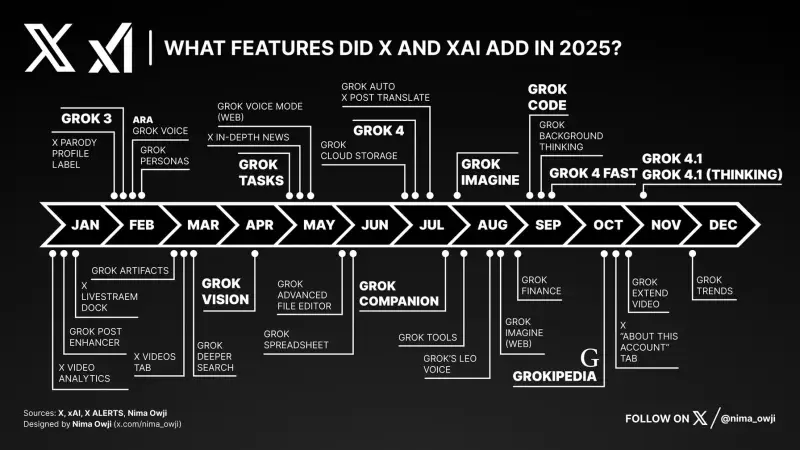 X xAI | WHAT FEATURES DID X AND XAI ADD IN 2025?
GROK 3
X PARODY
PROFILE
LABEL
ARA
GROK VOICE
GROK
PERSONAS
GROK VOICE MODE
(WEB)
X IN-DEPTH NEWS
GROK
TASKS
GROK AUTO
X POST TRANSLATE
GROK 4
GROK
CLOUD STORAGE
GROK
IMAGINE
GROK
CODE
GROK
BACKGROUND
THINKING
GROK 4 FAST
GROK 4.1
GROK 4.1 (THINKING)
JAN FEB MAR APR MAY JUN JUL AUG SEP OCT NOV DEC
GROK ARTIFACTS
X
LIVESTRAEM
DOCK
GROK POST
ENHANCER
X VIDEO
ANALYTICS
X VIDEOS
TAB
GROK
DEEPER
SEARCH
GROK
VISION
GROK
ADVANCED
FILE EDITOR
GROK
SPREADSHEET
GROK
COMPANION
GROK TOOLS
GROK'S LEO
VOICE
GROK
FINANCE
GROK
IMAGINE
(WEB)
G
GROKIPEDIA
GROK
EXTEND
VIDEO
X
"ABOUT THIS
ACCOUNT"
TAB
GROK
TRENDS
Sources: X, xAI, X ALERTS, Nima Owji
Designed by Nima Owji (x.com/nima_owji)
FOLLOW ON X /@nima_owji